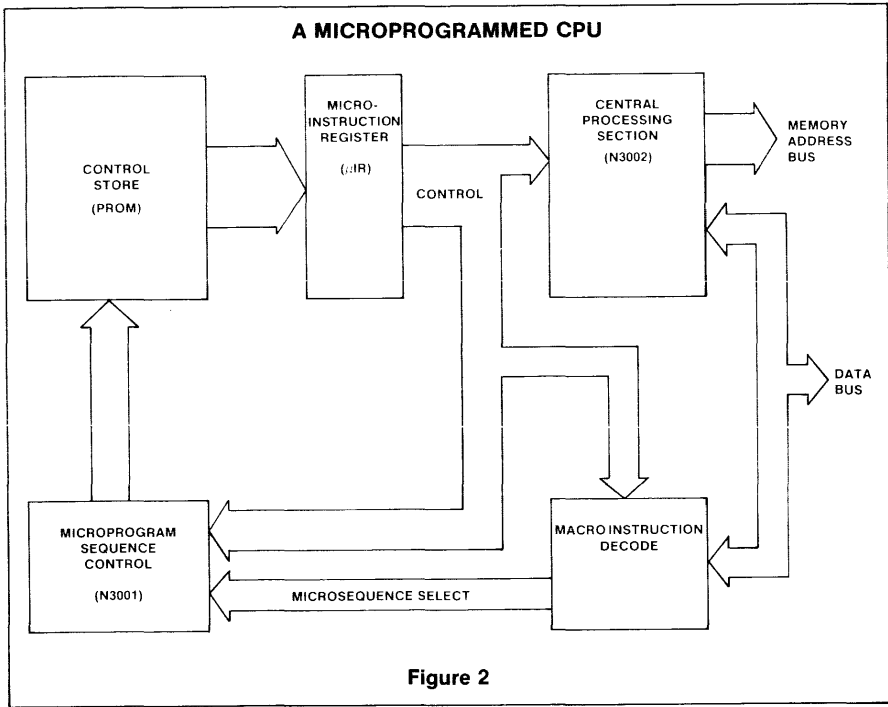 A MICROPROGRAMMED CPU
CONTROL
STORE
(PROM)
MICRO-
INSTRUCTION
REGISTER
(μIR)
CONTROL
CENTRAL
PROCESSING
SECTION
(N3002)
MEMORY
ADDRESS
BUS
DATA
BUS
MICROPROGRAM
SEQUENCE
CONTROL
(N3001)
MICROSEQUENCE SELECT
MACRO INSTRUCTION
DECODE
Figure 2